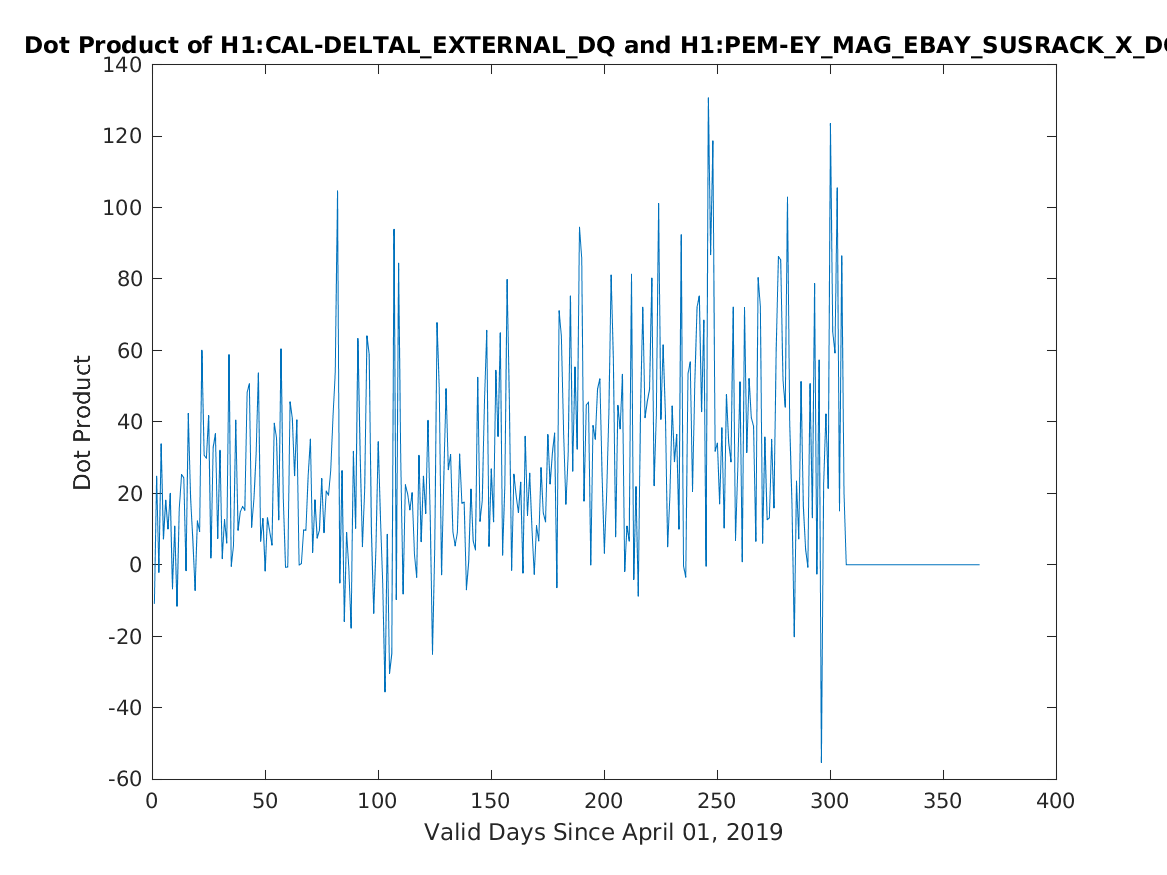 Dot Product of H1:CAL-DELTAL_EXTERNAL_DQ and H1:PEM-EY_MAG_EBAY_SUSRACK_X_DQ
140
120
100
80
60
40
20
0
-20
-40
-60
Dot Product
0 50 100 150 200 250 300 350 400
Valid Days Since April 01, 2019